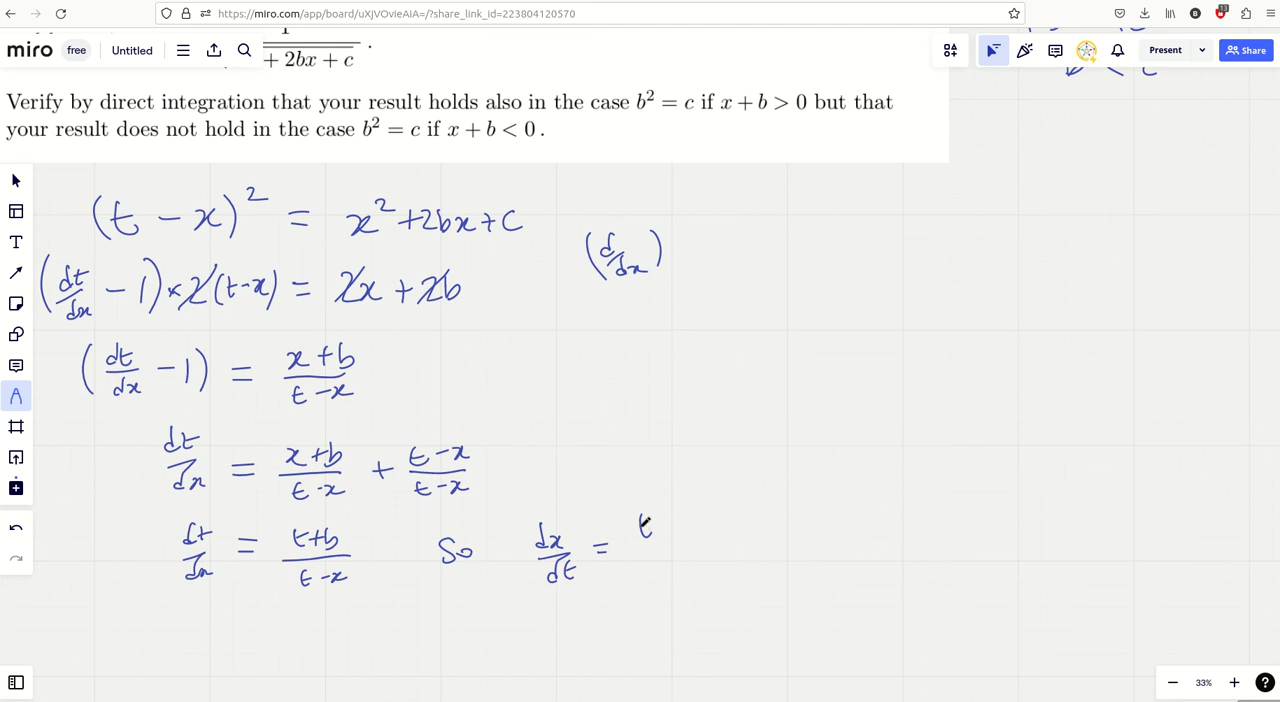 https://miro.com/app/board/uXJVOvieAIA=/?share_link_id=223804120570
13
miro free Untitled
Present
Share
+ 2bx + c .
Verify by direct integration that your result holds also in the case b² = c if x + b > 0 but that
your result does not hold in the case b² = c if x + b < 0 .
(t - x)² = x² + 2bx + c
(d/dx)
(dt/dx - 1) × 2(t-x) = 2x + 2b
(dt/dx - 1) = (x+b)/(t-x)
dt/dx = (x+b)/(t-x) + (t-x)/(t-x)
dt/dx = (t+b)/(t-x) So dx/dt = t
33%